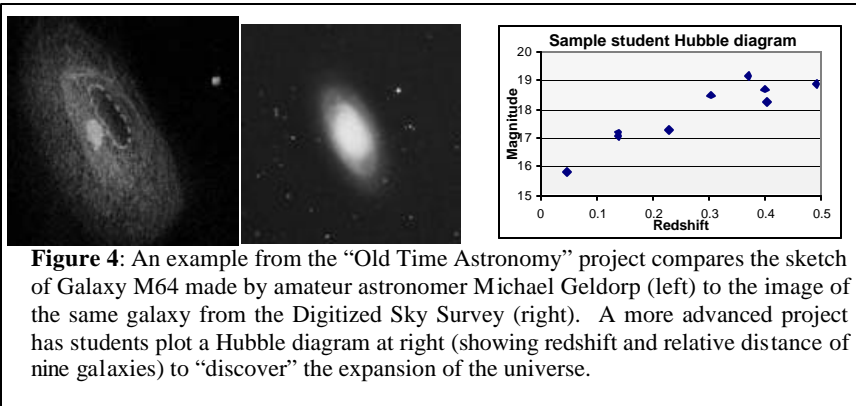 Sample student Hubble diagram
20
19
18
17
16
15
Magnitude
0 0.1 0.2 0.3 0.4 0.5
Redshift
Figure 4: An example from the “Old Time Astronomy” project compares the sketch
of Galaxy M64 made by amateur astronomer Michael Geldorp (left) to the image of
the same galaxy from the Digitized Sky Survey (right). A more advanced project
has students plot a Hubble diagram at right (showing redshift and relative distance of
nine galaxies) to “discover” the expansion of the universe.